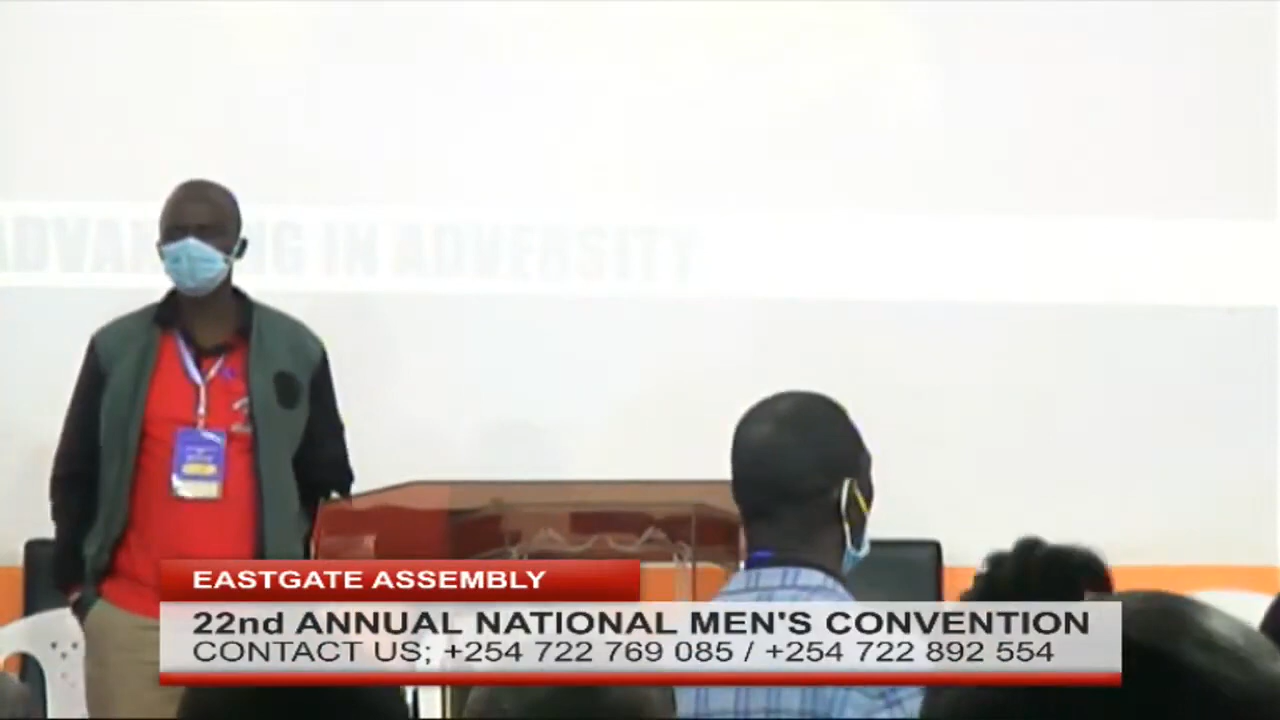 ADVANCING IN ADVERSITY
EASTGATE ASSEMBLY
22nd ANNUAL NATIONAL MEN'S CONVENTION
CONTACT US; +254 722 769 085 / +254 722 892 554